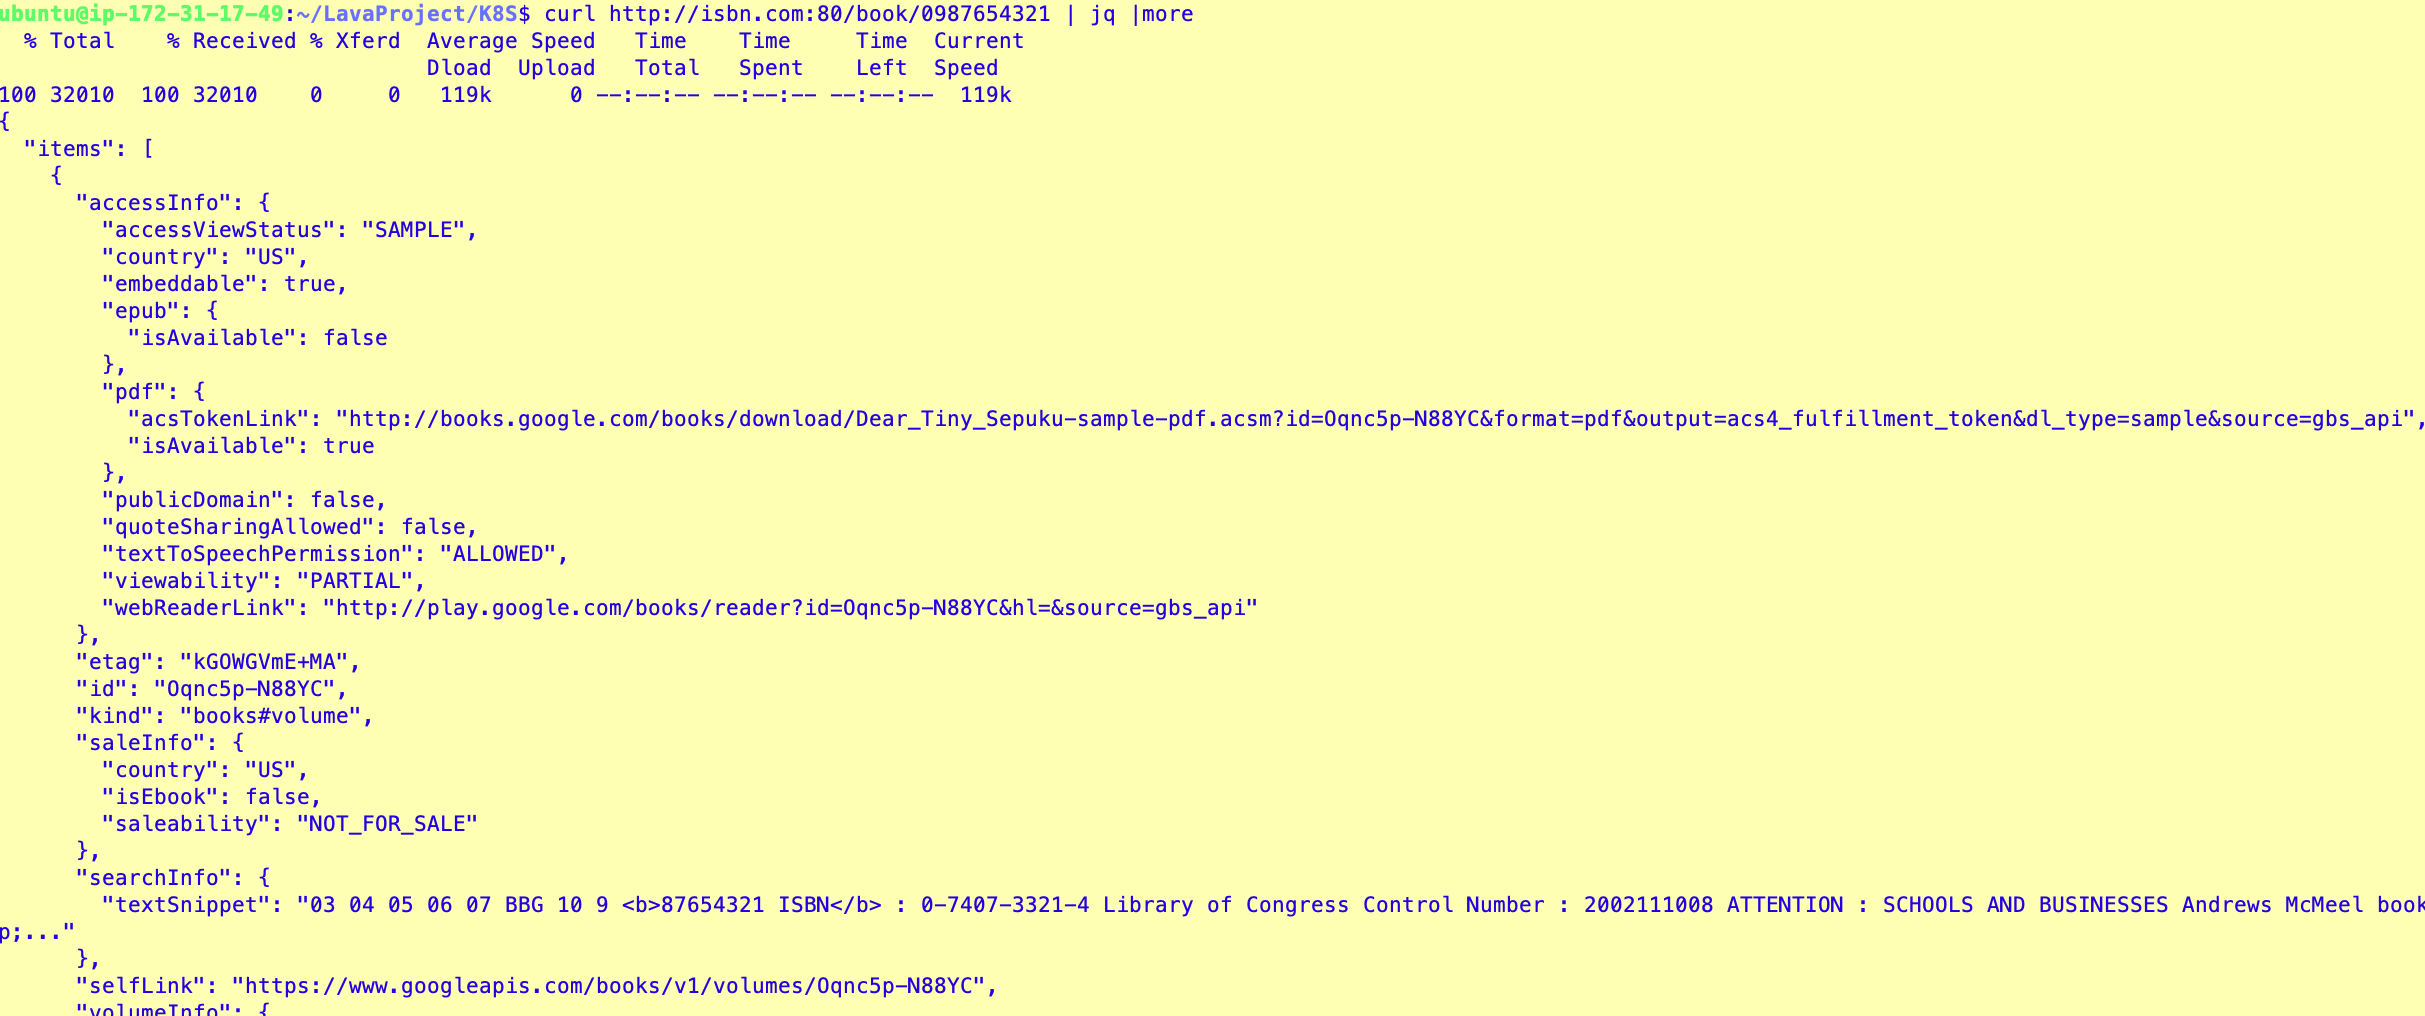 ubuntu@ip-172-31-17-49:~/LavaProject/K8S$ curl http://isbn.com:80/book/0987654321 | jq |more
  % Total    % Received % Xferd  Average Speed   Time    Time     Time  Current
                                 Dload  Upload   Total   Spent    Left  Speed
100 32010  100 32010    0     0   119k      0 --:--:-- --:--:-- --:--:--  119k
{
  "items": [
    {
      "accessInfo": {
        "accessViewStatus": "SAMPLE",
        "country": "US",
        "embeddable": true,
        "epub": {
          "isAvailable": false
        },
        "pdf": {
          "acsTokenLink": "http://books.google.com/books/download/Dear_Tiny_Sepuku-sample-pdf.acsm?id=Oqnc5p-N88YC&format=pdf&output=acs4_fulfillment_token&dl_type=sample&source=gbs_api",
          "isAvailable": true
        },
        "publicDomain": false,
        "quoteSharingAllowed": false,
        "textToSpeechPermission": "ALLOWED",
        "viewability": "PARTIAL",
        "webReaderLink": "http://play.google.com/books/reader?id=Oqnc5p-N88YC&hl=&source=gbs_api"
      },
      "etag": "kGOWGVmE+MA",
      "id": "Oqnc5p-N88YC",
      "kind": "books#volume",
      "saleInfo": {
        "country": "US",
        "isEbook": false,
        "saleability": "NOT_FOR_SALE"
      },
      "searchInfo": {
        "textSnippet": "03 04 05 06 07 BBG 10 9 <b>87654321 ISBN</b> : 0-7407-3321-4 Library of Congress Control Number : 2002111008 ATTENTION : SCHOOLS AND BUSINESSES Andrews McMeel book
p;..."
      },
      "selfLink": "https://www.googleapis.com/books/v1/volumes/Oqnc5p-N88YC",
      "volumeInfo": {